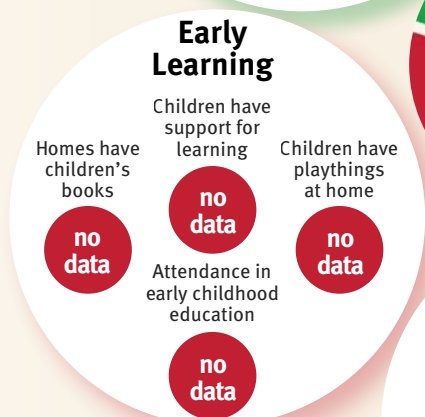 Early
Learning
Children have
support for
learning
no
data
Homes have
children's
books
no
data
Children have
playthings
at home
no
data
Attendance in
early childhood
education
no
data